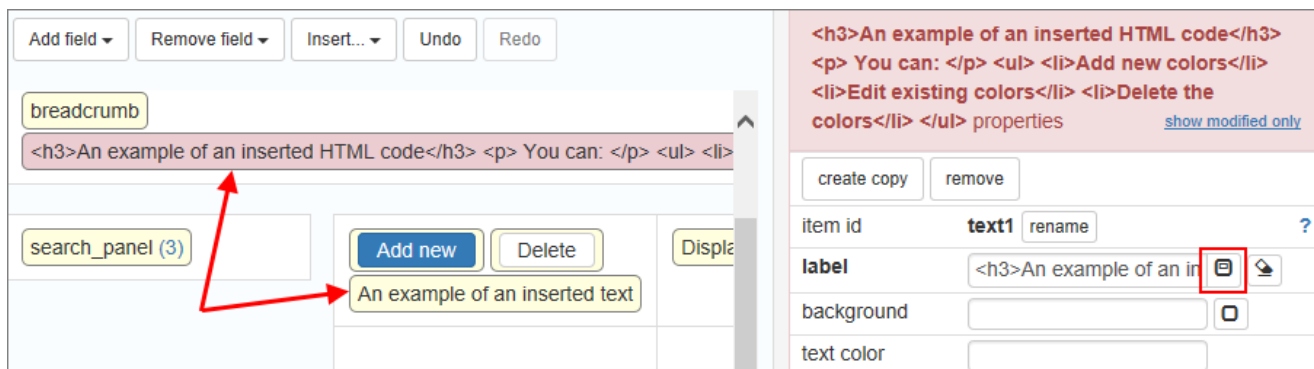 Add field Remove field Insert... Undo Redo
breadcrumb
<h3>An example of an inserted HTML code</h3> <p> You can: </p> <ul> <li>
search_panel (3)
Add new Delete
An example of an inserted text
<h3>An example of an inserted HTML code</h3>
<p> You can: </p> <ul> <li>Add new colors</li>
<li>Edit existing colors</li> <li>Delete the
colors</li> </ul> properties show modified only
create copy remove
item id text1 rename ?
label <h3>An example of an in
background
text color